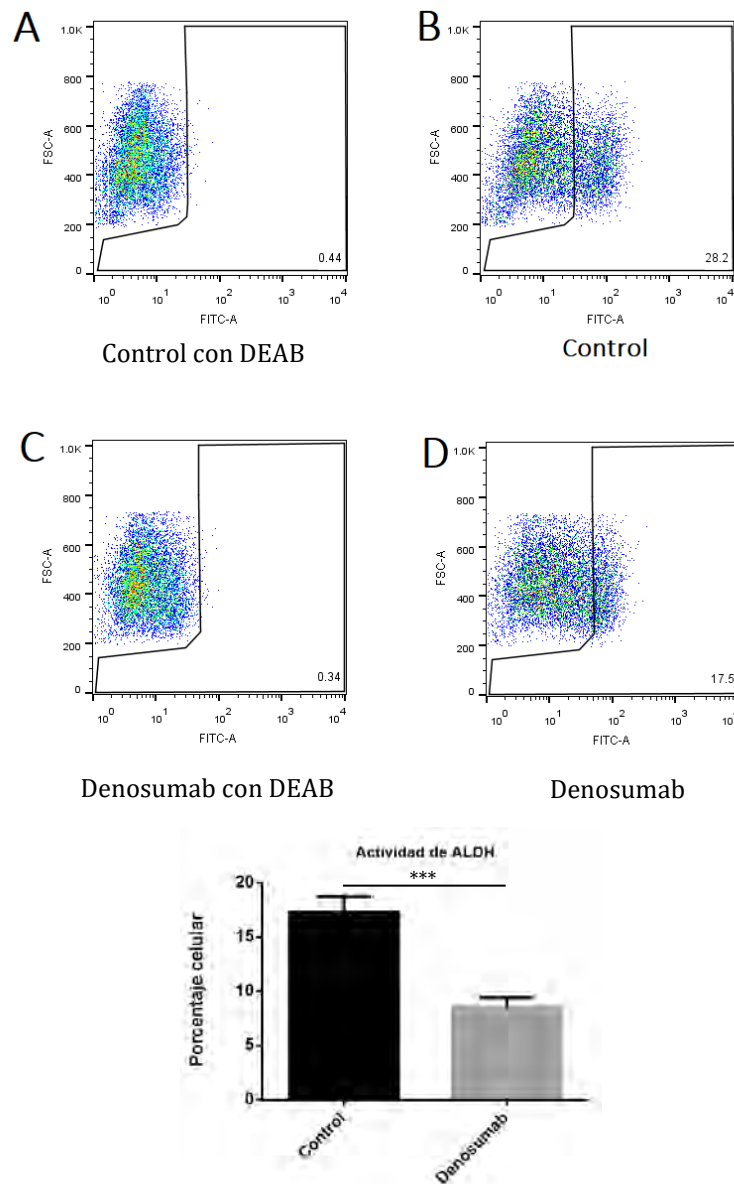 A
1.0K
800
600
400
200
0
FSC-A
0.44
10^0 10^1 10^2 10^3 10^4
FITC-A
Control con DEAB
B
1.0K
800
600
400
200
0
FSC-A
28.2
10^0 10^1 10^2 10^3 10^4
FITC-A
Control
C
1.0K
800
600
400
200
0
FSC-A
0.34
10^0 10^1 10^2 10^3 10^4
FITC-A
Denosumab con DEAB
D
1.0K
800
600
400
200
0
FSC-A
17.5
10^0 10^1 10^2 10^3
FITC-A
Denosumab
Actividad de ALDH
***
20
15
10
5
0
Porcentaje celular
Control
Denosumab